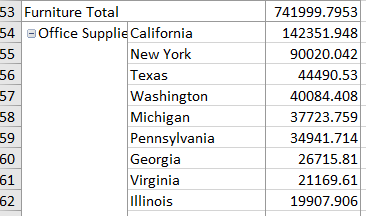 53 Furniture Total 741999.7953
54 Office Supplie California 142351.948
55 New York 90020.042
56 Texas 44490.53
57 Washington 40084.408
58 Michigan 37723.759
59 Pennsylvania 34941.714
60 Georgia 26715.81
61 Virginia 21169.61
62 Illinois 19907.906